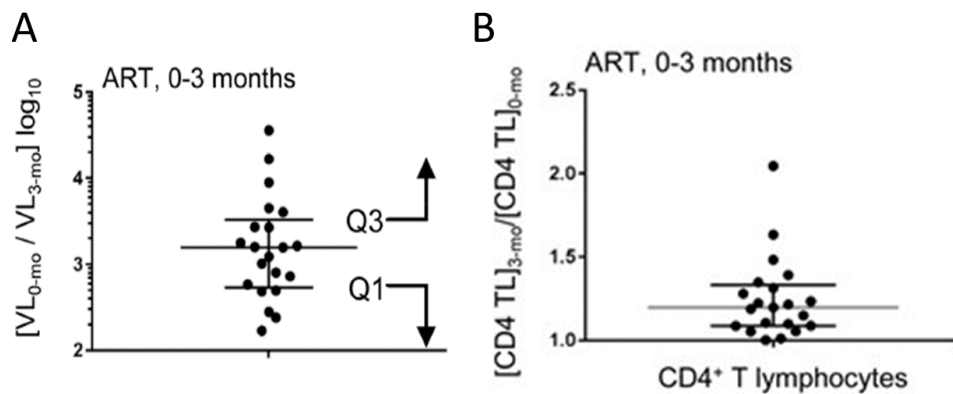 A
ART, 0-3 months
[VL0-mo / VL3-mo] log10
5
4
3
2
Q3
Q1
B
ART, 0-3 months
[CD4 TL]3-mo/[CD4 TL]0-mo
2.5
2.0
1.5
1.0
CD4⁺ T lymphocytes